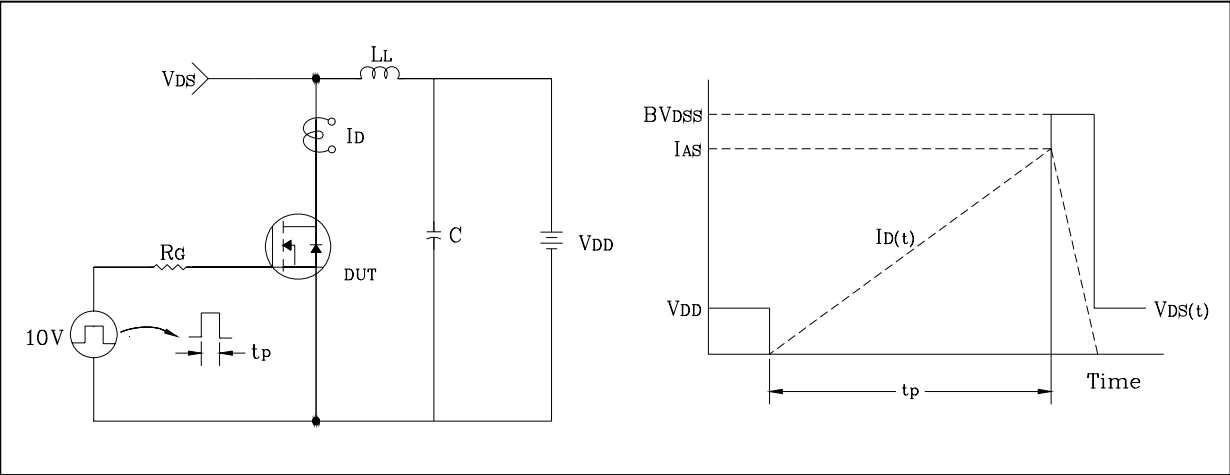 LL
VDS
ID
RG
C
VDD
DUT
10V
tp
BVDSS
IAS
ID(t)
VDD
VDS(t)
Time
tp